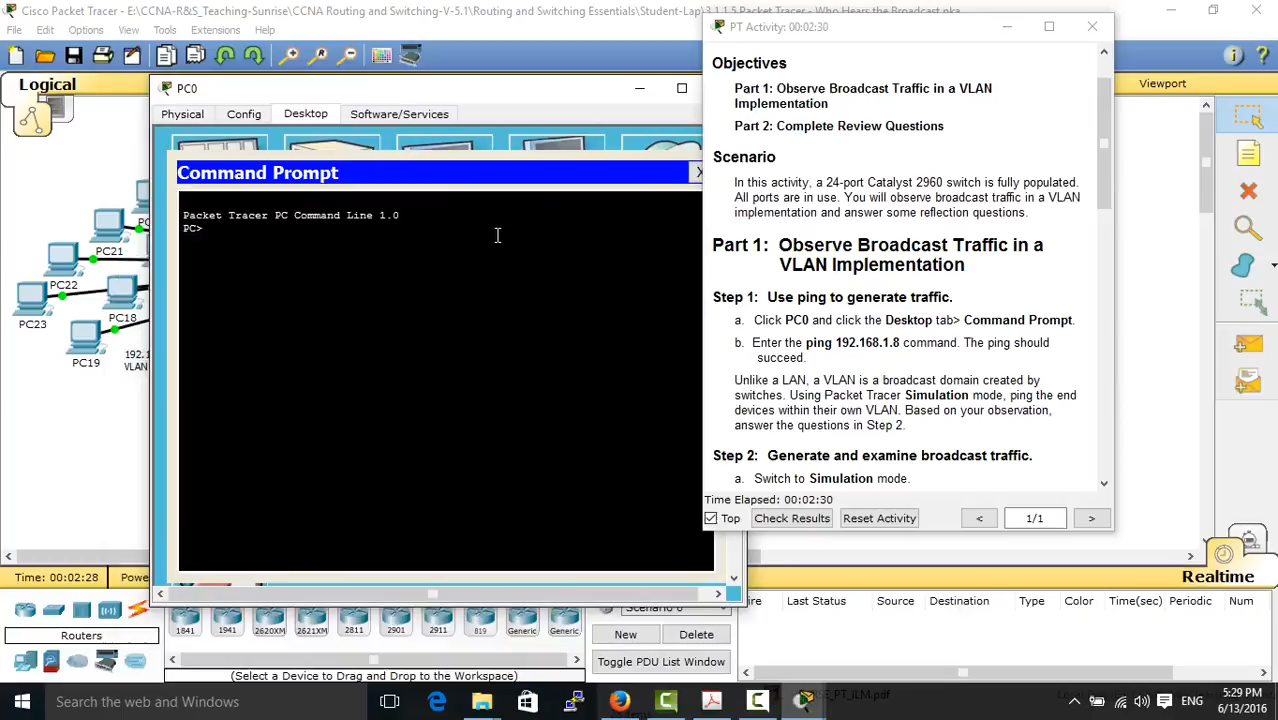 Cisco Packet Tracer - E:\CCNA-R&S_Teaching-Sunrise\CCNA Routing and Switching-V-5.1\Routing and Switching Essentials\Student-Lap\3.1.1.5 Packet Tracer - Who Hears the Broadcast.pka
File Edit Options View Tools Extensions Help
Logical
Viewport
PC0
Physical Config Desktop Software/Services
Command Prompt
X
Packet Tracer PC Command Line 1.0
PC>
PC21
PC22
PC23
PC18
PC19
192.1
VLAN
PT Activity: 00:02:30
Objectives
Part 1: Observe Broadcast Traffic in a VLAN
Implementation
Part 2: Complete Review Questions
Scenario
In this activity, a 24-port Catalyst 2960 switch is fully populated.
All ports are in use. You will observe broadcast traffic in a VLAN
implementation and answer some reflection questions.
Part 1: Observe Broadcast Traffic in a
VLAN Implementation
Step 1: Use ping to generate traffic.
a. Click PC0 and click the Desktop tab> Command Prompt.
b. Enter the ping 192.168.1.8 command. The ping should
succeed.
Unlike a LAN, a VLAN is a broadcast domain created by
switches. Using Packet Tracer Simulation mode, ping the end
devices within their own VLAN. Based on your observation,
answer the questions in Step 2.
Step 2: Generate and examine broadcast traffic.
a. Switch to Simulation mode.
Time Elapsed: 00:02:30
Top Check Results Reset Activity < 1/1 >
Time: 00:02:28 Powe
Realtime
Routers
1841 1941 2620XM 2621XM 2811 2901 2911 819 Generic Generic
(Select a Device to Drag and Drop to the Workspace)
Scenario 0
New Delete
Toggle PDU List Window
ire Last Status Source Destination Type Color Time(sec) Periodic Num
Search the web and Windows
ENG
5:29 PM
6/13/2016